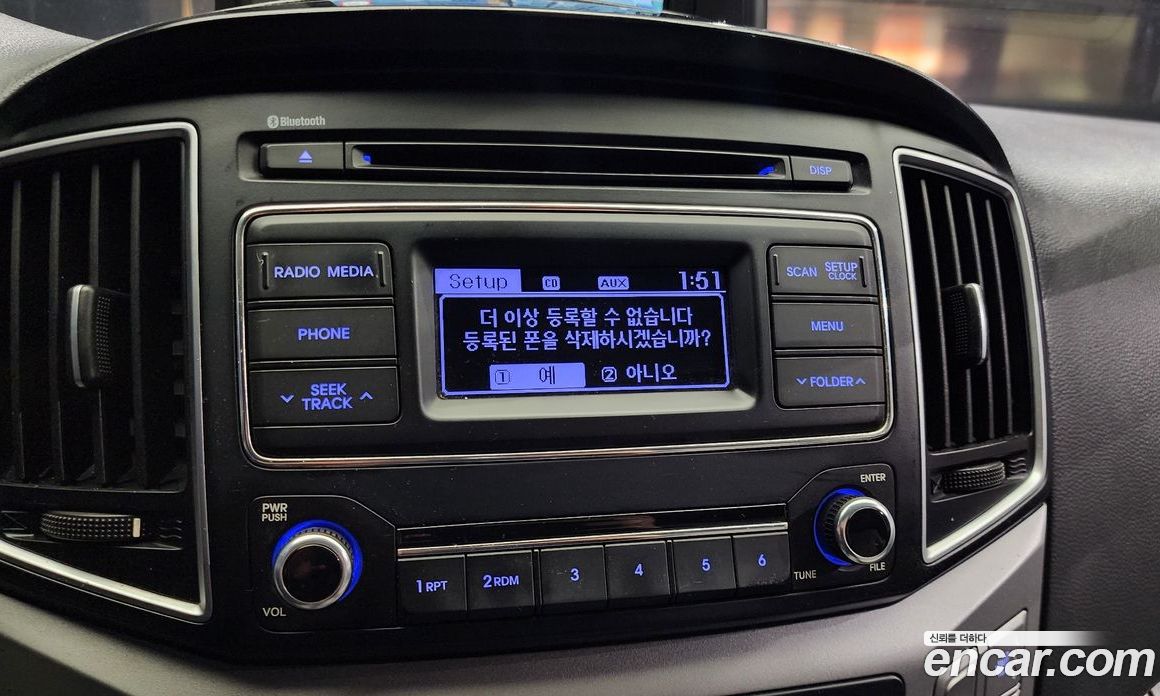 Bluetooth
DISP
RADIO MEDIA
PHONE
SEEK
TRACK
Setup CD AUX 1:51
더 이상 등록할 수 없습니다
등록된 폰을 삭제하시겠습니까?
1 예 2 아니오
SCAN SETUP
CLOCK
MENU
FOLDER
PWR
PUSH
VOL
1 RPT 2 RDM 3 4 5 6
ENTER
TUNE FILE
신뢰를 더하다
encar.com